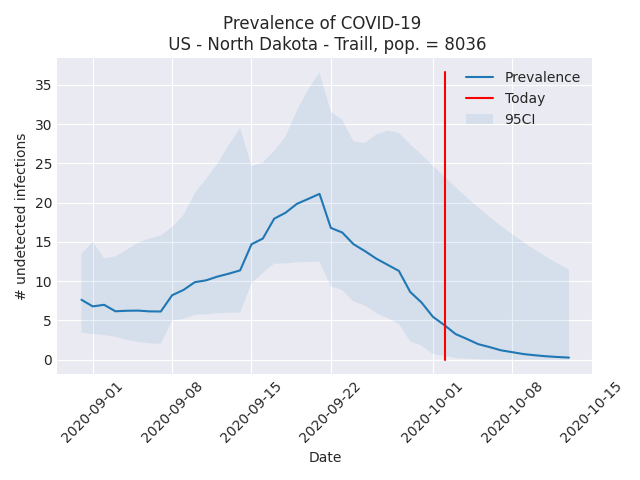 Prevalence of COVID-19
US - North Dakota - Traill, pop. = 8036
Prevalence
Today
95CI
# undetected infections
35
30
25
20
15
10
5
0
2020-09-01
2020-09-08
2020-09-15
2020-09-22
2020-10-01
2020-10-08
2020-10-15
Date